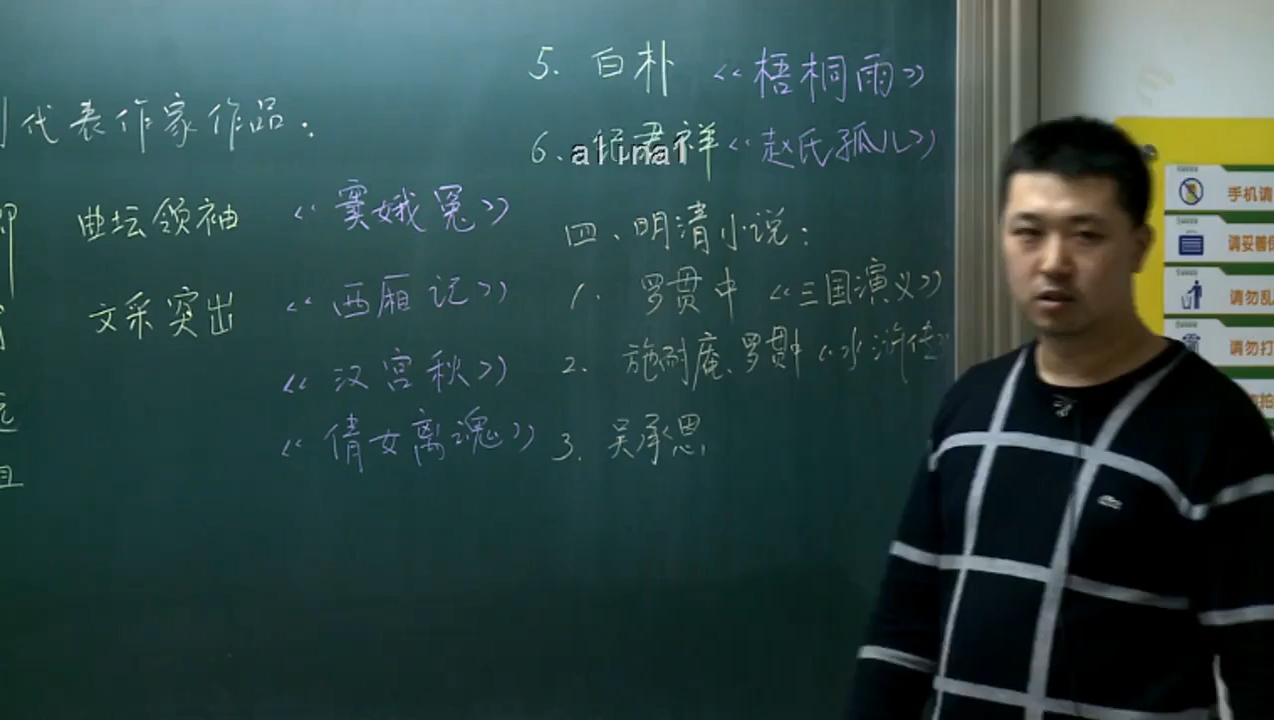 代表作家作品.
曲坛领袖 《窦娥冤》
文采突出 《西厢记》
《汉宫秋》
《倩女离魂》
5. 白朴 《梧桐雨》
6. 纪君祥《赵氏孤儿》
alinal
四、明清小说:
1. 罗贯中 《三国演义》
2. 施耐庵、罗贯中《水浒传》
3. 吴承恩
手机请
请妥善保
请勿乱
请勿打